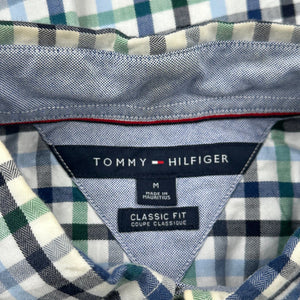 TOMMY HILFIGER
M
MADE IN
MAURITIUS
CLASSIC FIT
COUPE CLASSIQUE